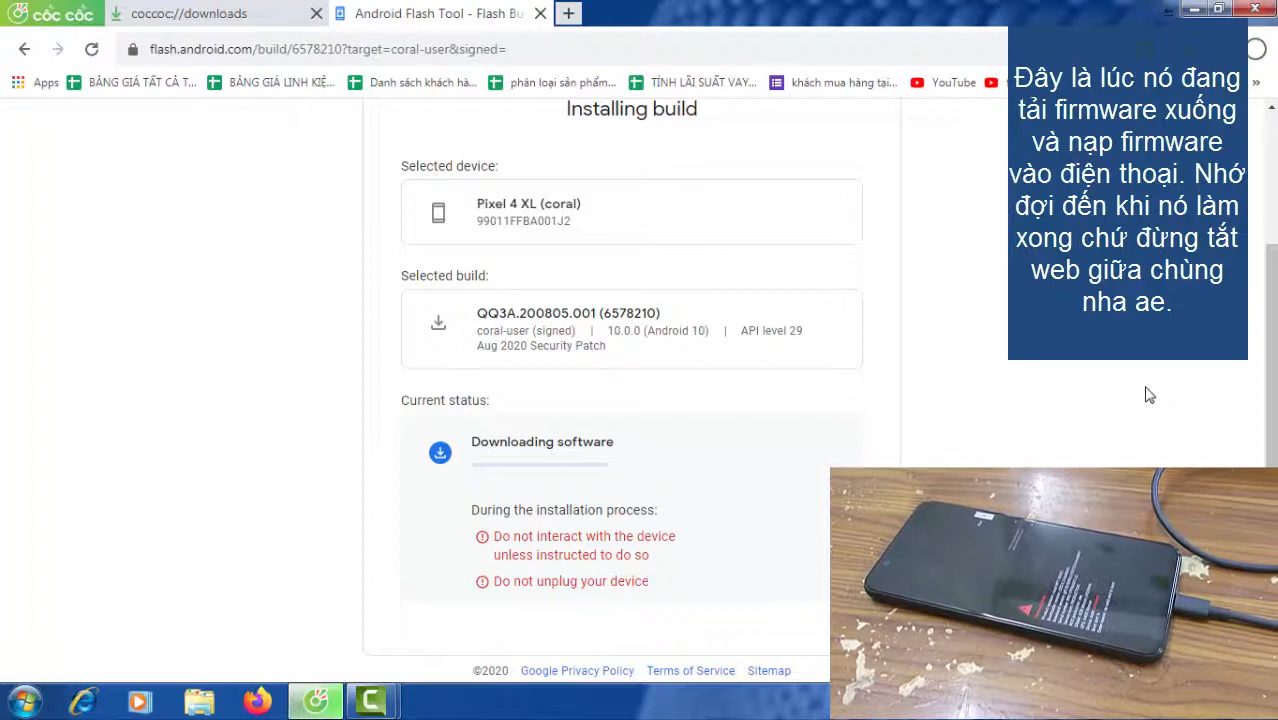 cốc cốc
coccoc://downloads
Android Flash Tool - Flash Bu
flash.android.com/build/6578210?target=coral-user&signed=
Apps
BẢNG GIÁ TẤT CẢ T...
BẢNG GIÁ LINH KIỆ...
Danh sách khách hà...
phân loại sản phẩm...
TÍNH LÃI SUẤT VAY...
khách mua hàng tại...
YouTube
Installing build
Selected device:
Pixel 4 XL (coral)
99011FFBA001J2
Selected build:
QQ3A.200805.001 (6578210)
coral-user (signed) | 10.0.0 (Android 10) | API level 29
Aug 2020 Security Patch
Current status:
Downloading software
During the installation process:
Do not interact with the device
unless instructed to do so
Do not unplug your device
©2020 Google Privacy Policy Terms of Service Sitemap
Đây là lúc nó đang
tải firmware xuống
và nạp firmware
vào điện thoại. Nhớ
đợi đến khi nó làm
xong chứ đừng tắt
web giữa chùng
nha ae.